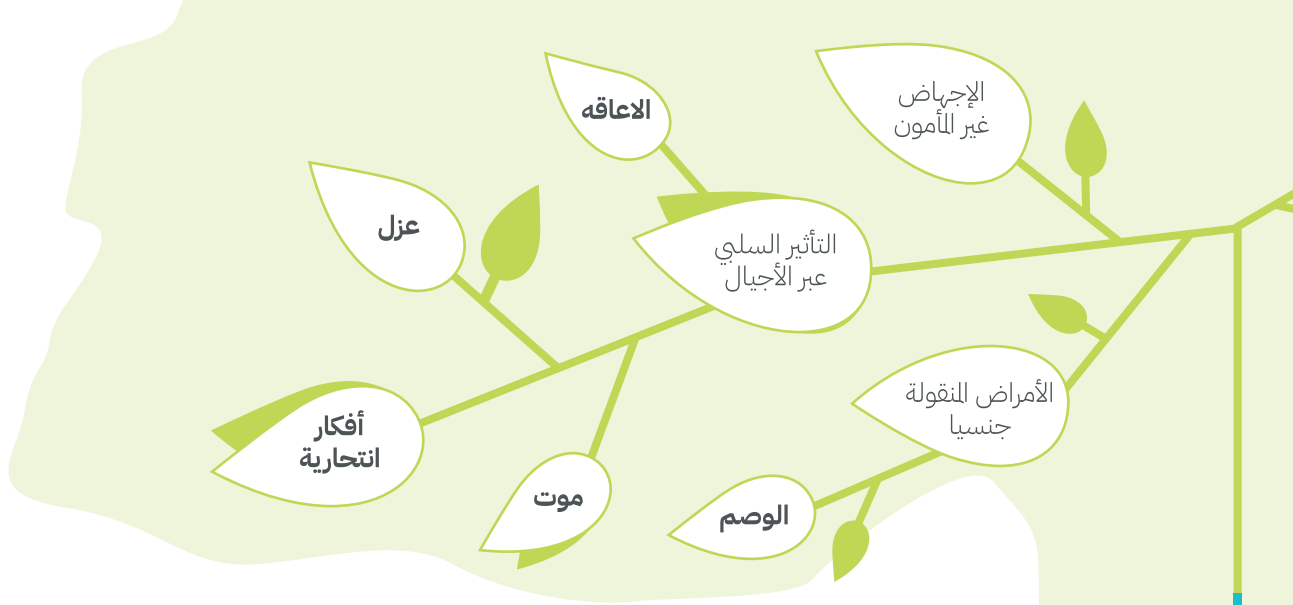 الإجهاض
غير المأمون
الاعاقه
عزل
التأثير السلبي
عبر الأجيال
الأمراض المنقولة
جنسيا
أفكار
انتحارية
موت
الوصم